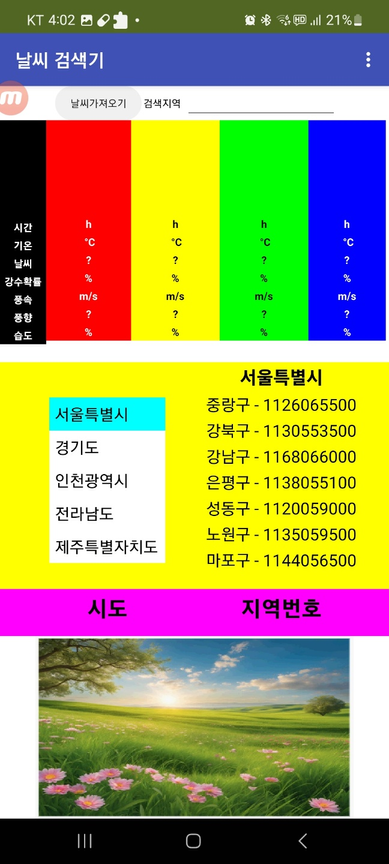 KT 4:02
21%
날씨 검색기
m
날씨가져오기 검색지역
시간 h h h h
기온 °C °C °C °C
날씨 ? ? ? ?
강수확률 % % % %
풍속 m/s m/s m/s m/s
풍향 ? ? ? ?
습도 % % % %
서울특별시
중랑구 - 1126065500
서울특별시
강북구 - 1130553500
경기도
강남구 - 1168066000
인천광역시
은평구 - 1138055100
전라남도
성동구 - 1120059000
제주특별자치도
노원구 - 1135059500
마포구 - 1144056500
시도 지역번호